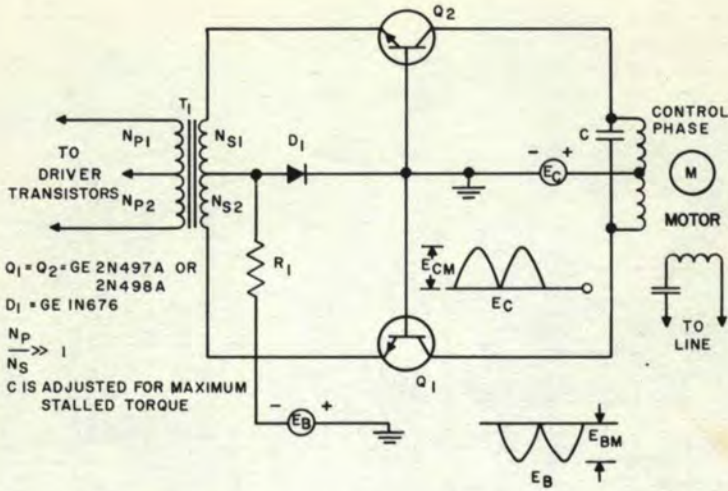 Q2
T1
NP1
NS1
D1
C
CONTROL
PHASE
TO
DRIVER
TRANSISTORS
- +
EC
M
NP2
NS2
MOTOR
R1
ECM
EC
Q1 = Q2 = GE 2N497A OR
2N498A
D1 = GE IN676
NP
NS >> 1
TO
LINE
C IS ADJUSTED FOR MAXIMUM
STALLED TORQUE
Q1
- +
EB
EBM
EB